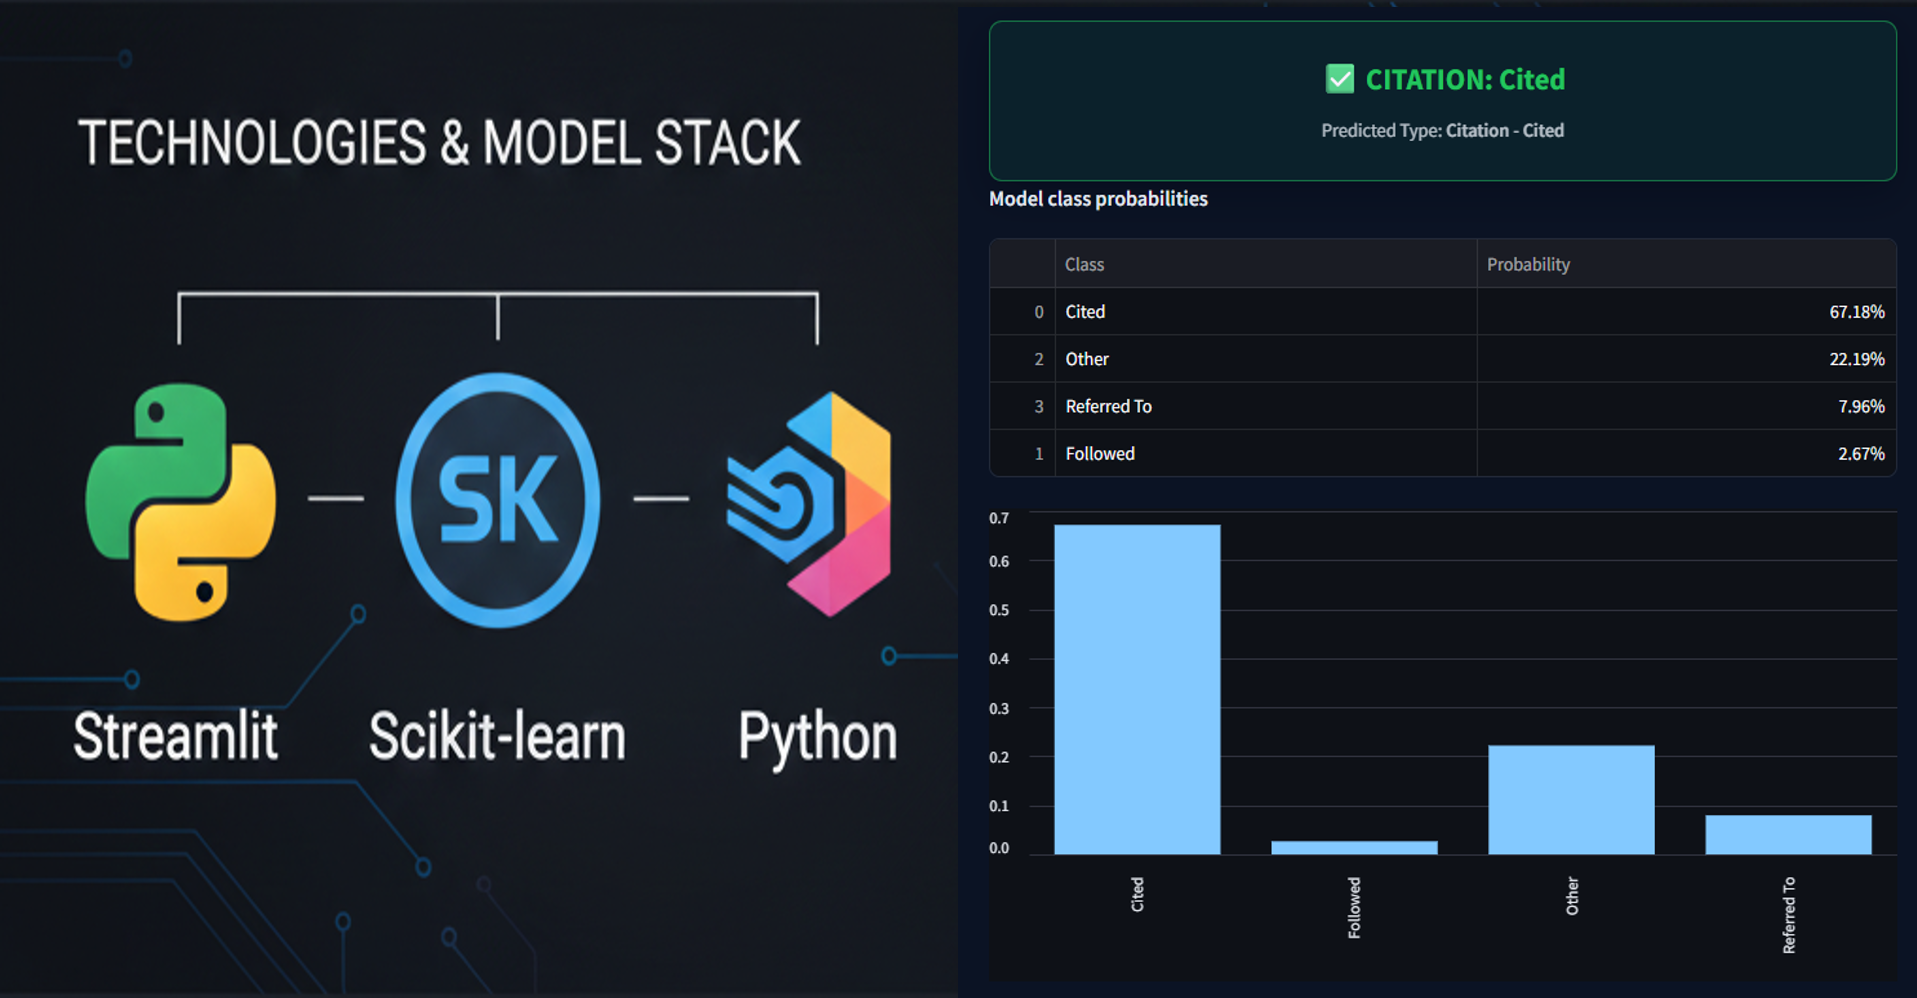 TECHNOLOGIES & MODEL STACK
SK
Streamlit
Scikit-learn
Python
✅ CITATION: Cited
Predicted Type: Citation - Cited
Model class probabilities
Class Probability
0 Cited 67.18%
2 Other 22.19%
3 Referred To 7.96%
1 Followed 2.67%
0.7
0.6
0.5
0.4
0.3
0.2
0.1
0.0
Cited
Followed
Other
Referred To